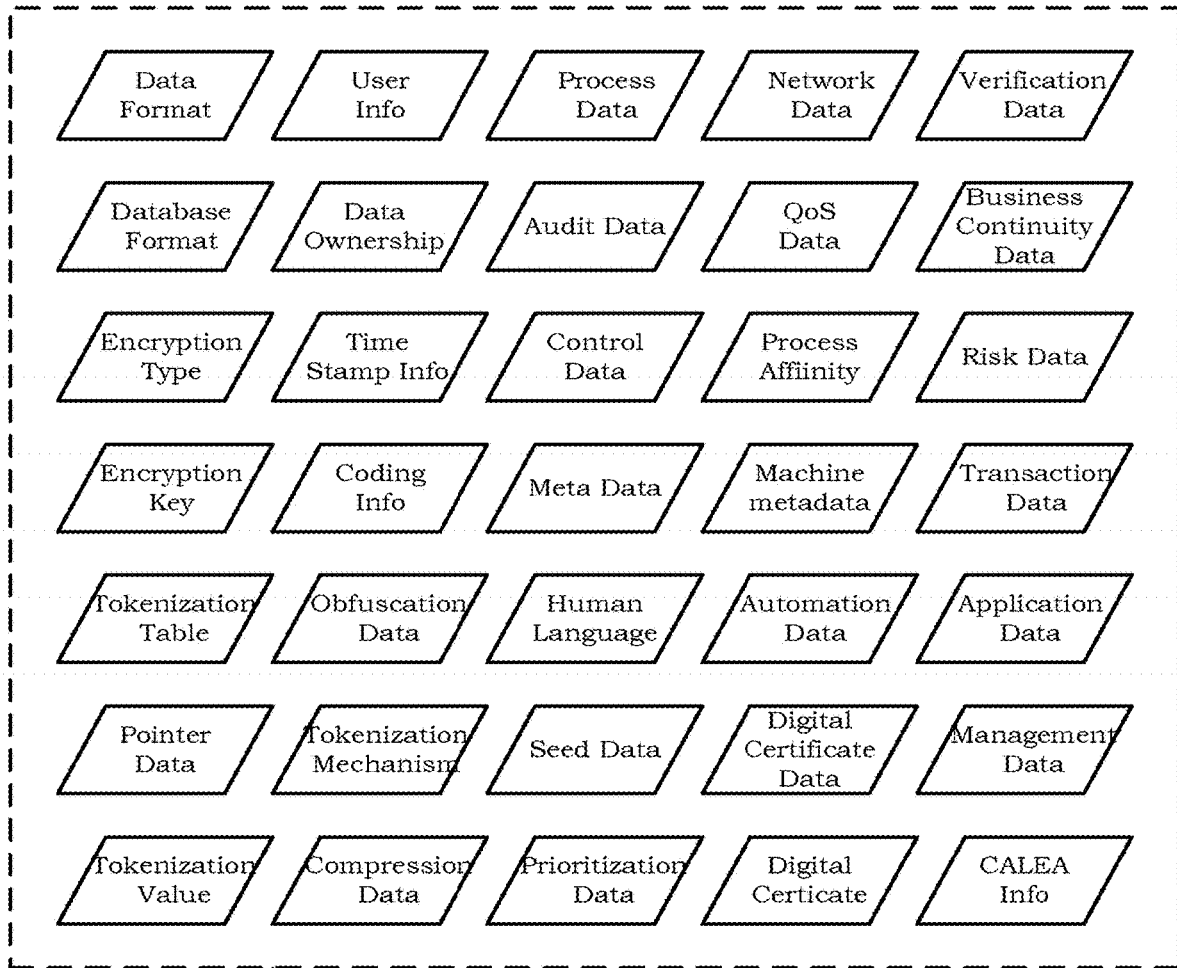 Data
Format
User
Info
Process
Data
Network
Data
Verification
Data
Database
Format
Data
Ownership
Audit Data
QoS
Data
Business
Continuity
Data
Encryption
Type
Time
Stamp Info
Control
Data
Process
Affiinity
Risk Data
Encryption
Key
Coding
Info
Meta Data
Machine
metadata
Transaction
Data
Tokenization
Table
Obfuscation
Data
Human
Language
Automation
Data
Application
Data
Pointer
Data
Tokenization
Mechanism
Seed Data
Digital
Certificate
Data
Management
Data
Tokenization
Value
Compression
Data
Prioritization
Data
Digital
Certicate
CALEA
Info